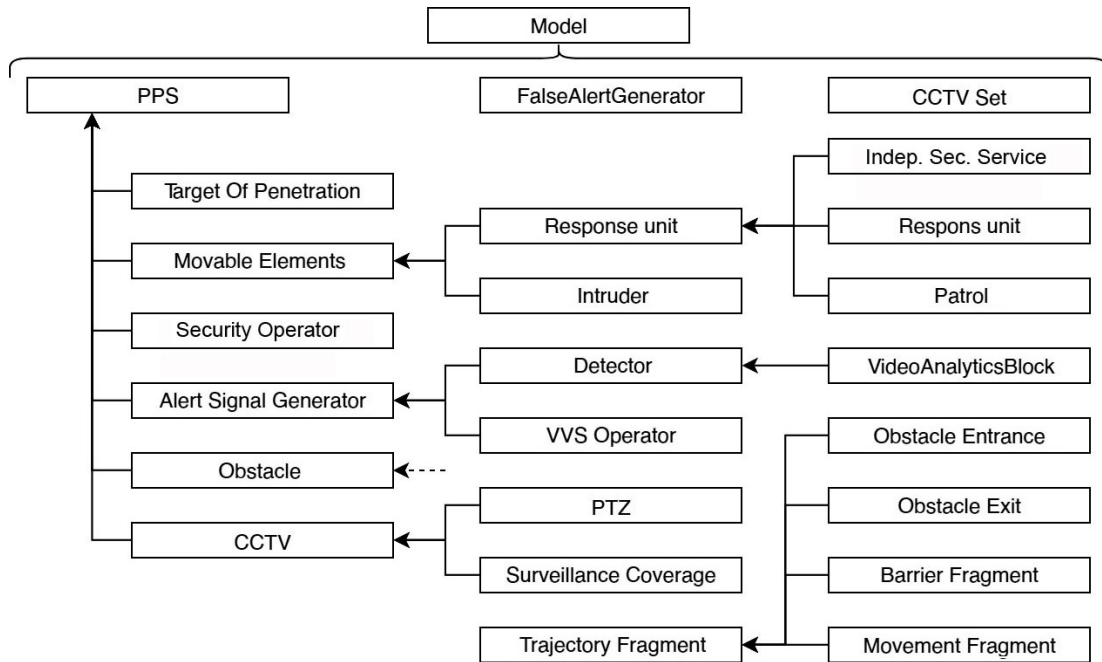 Model
PPS
FalseAlertGenerator
CCTV Set
Indep. Sec. Service
Target Of Penetration
Response unit
Respons unit
Movable Elements
Intruder
Patrol
Security Operator
Detector
VideoAnalyticsBlock
Alert Signal Generator
VVS Operator
Obstacle Entrance
Obstacle
PTZ
Obstacle Exit
CCTV
Surveillance Coverage
Barrier Fragment
Trajectory Fragment
Movement Fragment